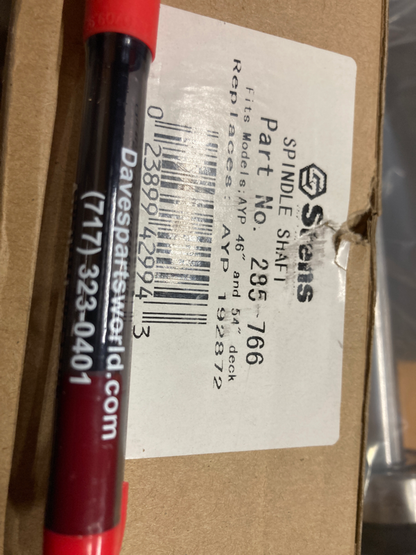 Stens
SPINDLE SHAFT
Part No. 285-766
Fits Models: AYP 46" and 54" deck
Replaces: AYP 192872
0 23899 42994 3
Davespartsworld.com
(717) 323-0401